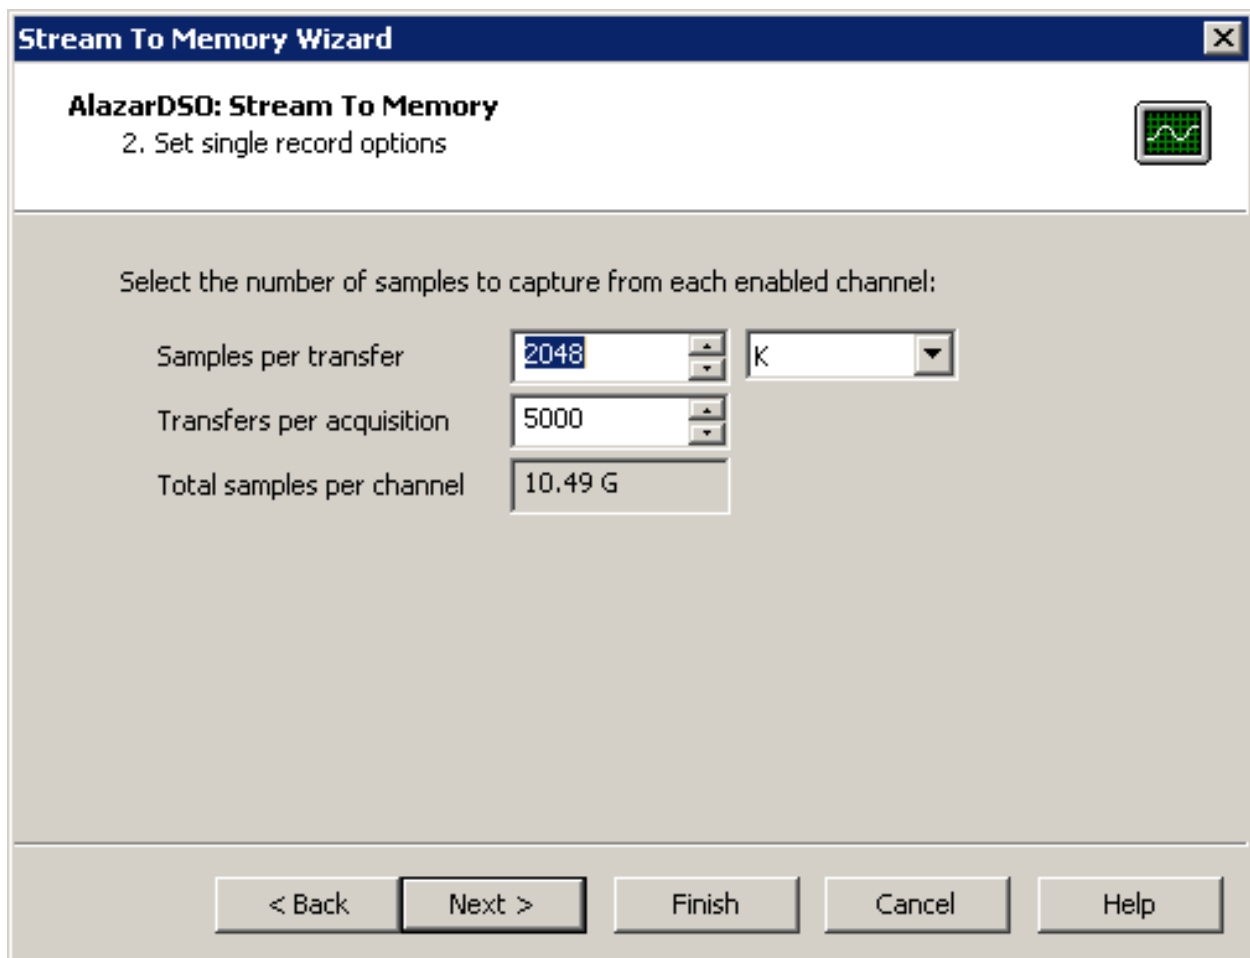 Stream To Memory Wizard
AlazarDSO: Stream To Memory
2. Set single record options
Select the number of samples to capture from each enabled channel:
Samples per transfer 2048 K
Transfers per acquisition 5000
Total samples per channel 10.49 G
< Back Next > Finish Cancel Help